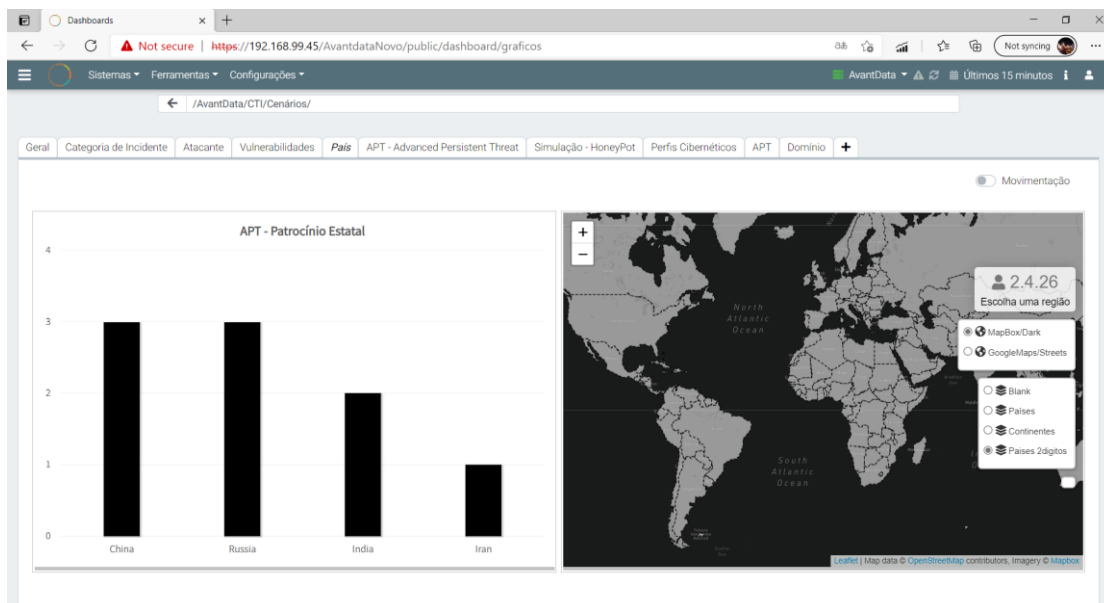 Dashboards
Not secure | https://192.168.99.45/AvantdataNovo/public/dashboard/graficos
Not syncing
Sistemas Ferramentas Configurações
AvantData Últimos 15 minutos
/AvantData/CTI/Cenários/
Geral Categoria de Incidente Atacante Vulnerabilidades País APT - Advanced Persistent Threat Simulação - HoneyPot Perfis Cibernéticos APT Domínio +
Movimentação
APT - Patrocínio Estatal
4
3
2
1
0
China Russia India Iran
+
−
North
Atlantic
Ocean
South
Atlantic
Ocean
2.4.26
Escolha uma região
MapBox/Dark
GoogleMaps/Streets
Blank
Países
Continentes
Paises 2digitos
Leaflet | Map data © OpenStreetMap contributors, Imagery © Mapbox